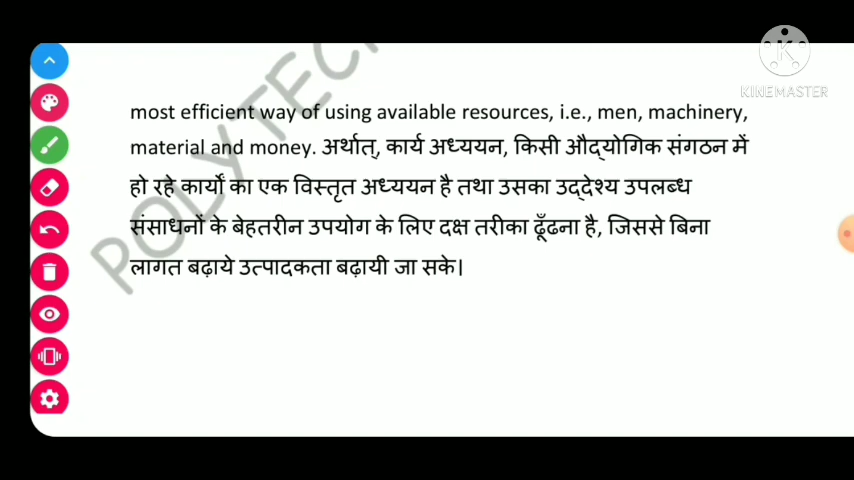 KINEMASTER
POLYTECH
most efficient way of using available resources, i.e., men, machinery,
material and money. अर्थात्, कार्य अध्ययन, किसी औद्योगिक संगठन में
हो रहे कार्यों का एक विस्तृत अध्ययन है तथा उसका उद्देश्य उपलब्ध
संसाधनों के बेहतरीन उपयोग के लिए दक्ष तरीका ढूँढना है, जिससे बिना
लागत बढ़ाये उत्पादकता बढ़ायी जा सके।